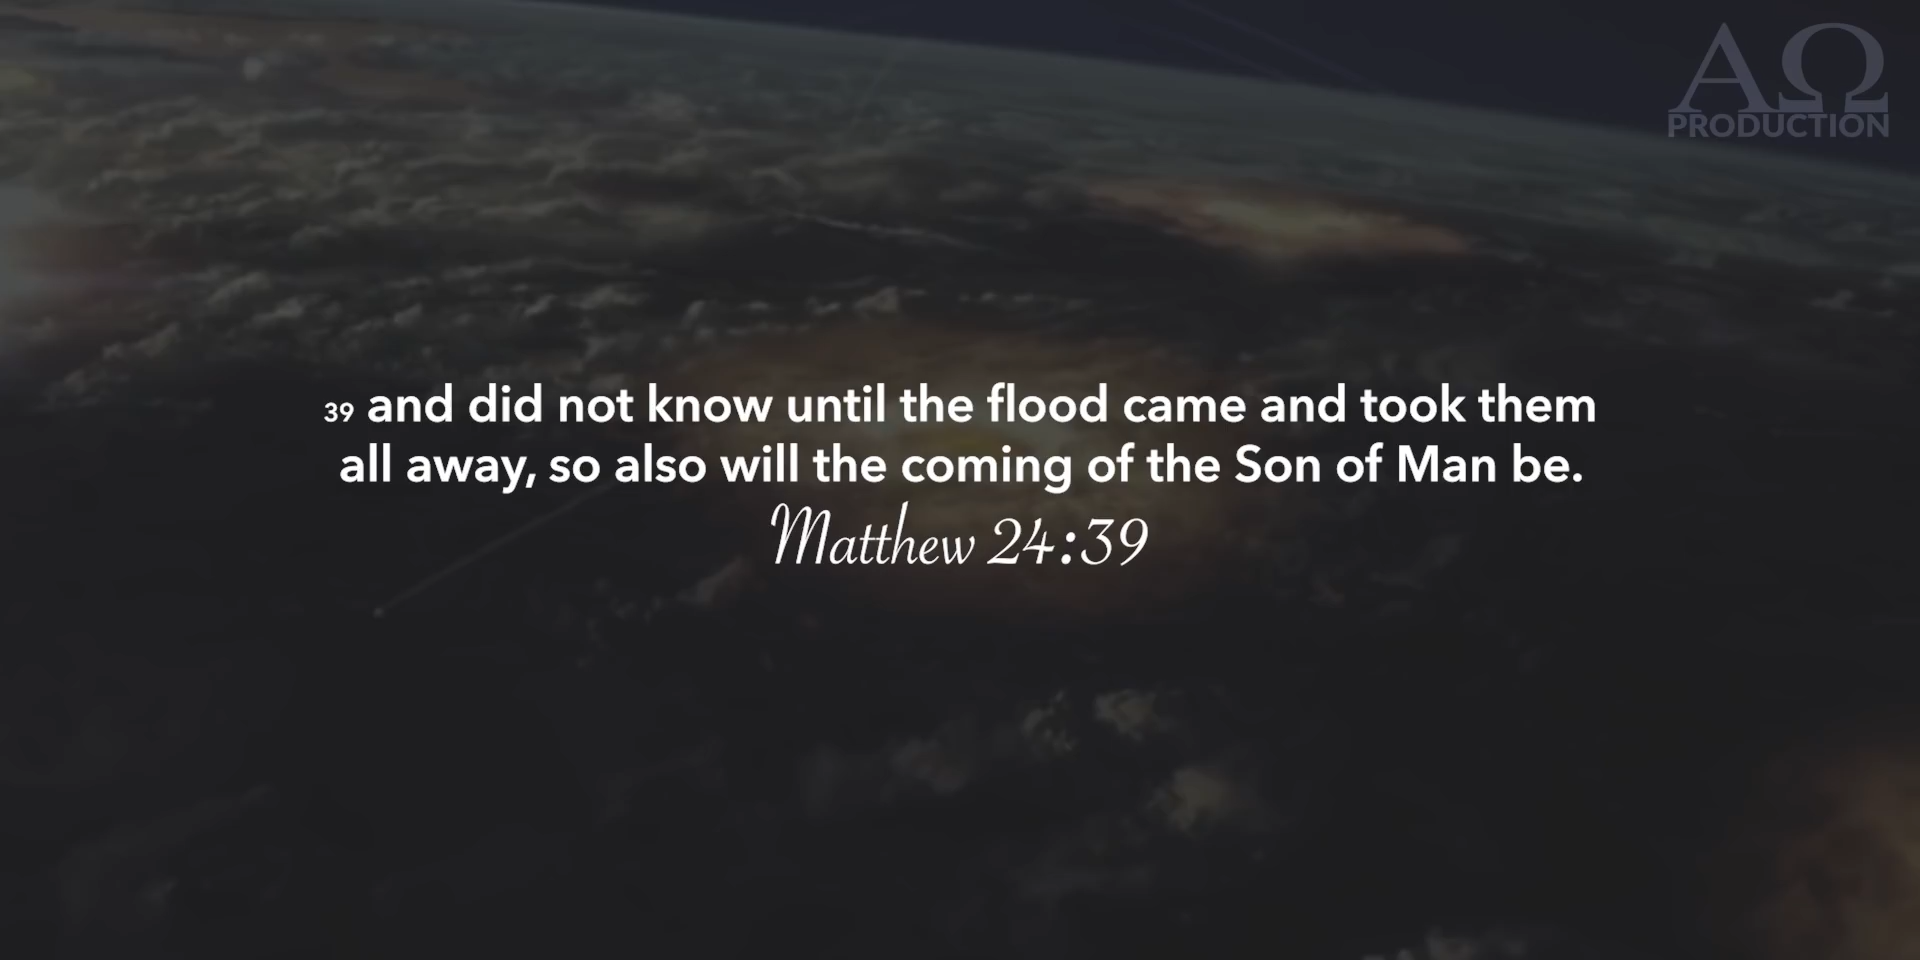 ΑΩ
PRODUCTION
39 and did not know until the flood came and took them
all away, so also will the coming of the Son of Man be.
Matthew 24:39